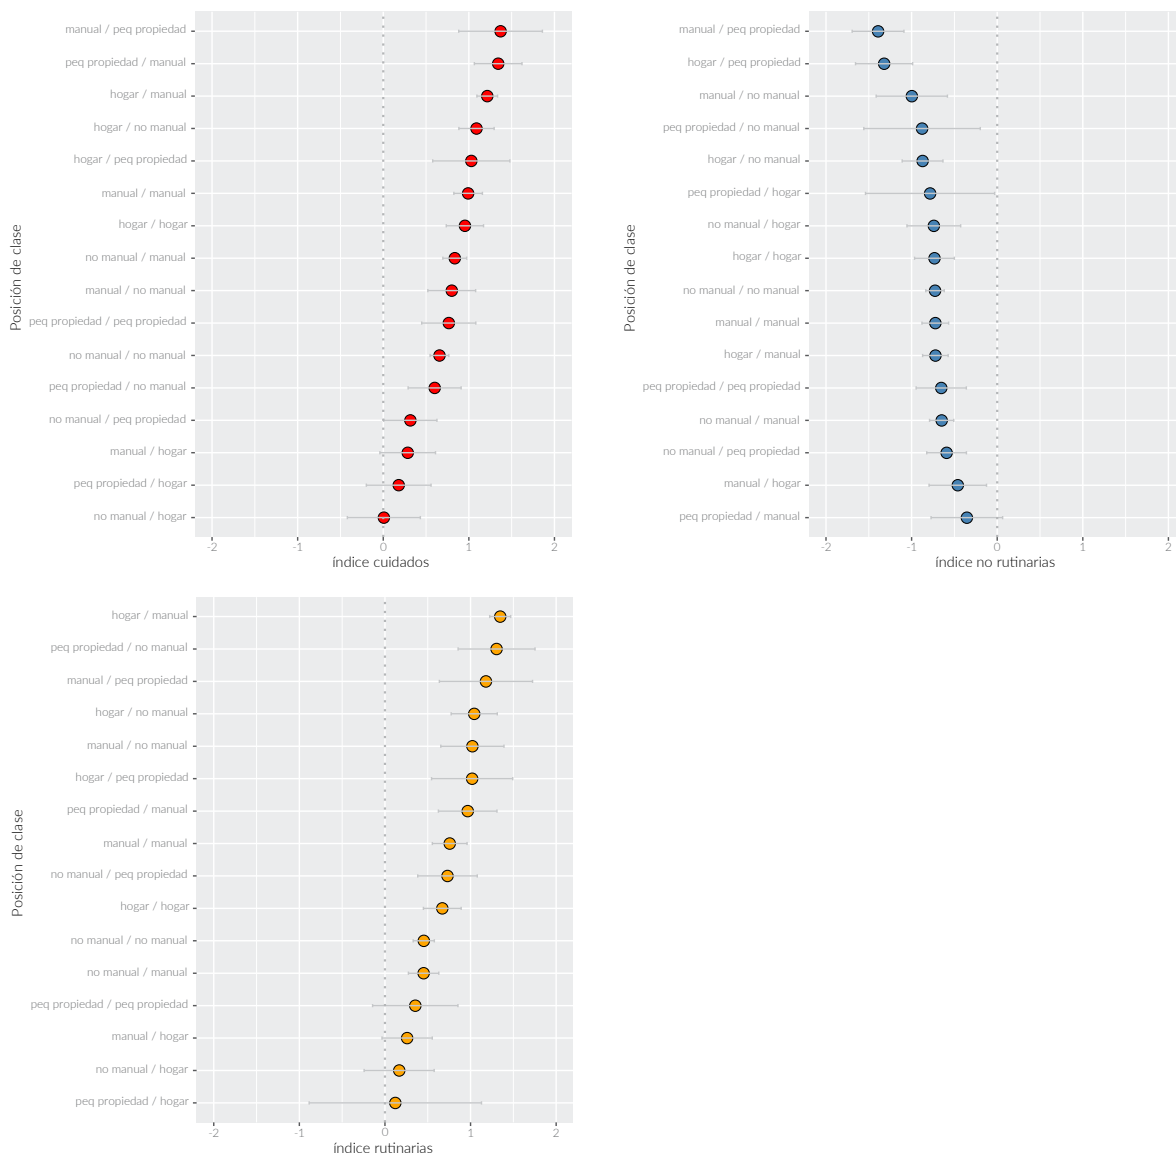 manual / peq propiedad
peq propiedad / manual
hogar / manual
hogar / no manual
hogar / peq propiedad
manual / manual
hogar / hogar
no manual / manual
manual / no manual
peq propiedad / peq propiedad
no manual / no manual
peq propiedad / no manual
no manual / peq propiedad
manual / hogar
peq propiedad / hogar
no manual / hogar
Posición de clase
-2 -1 0 1 2
índice cuidados
manual / peq propiedad
hogar / peq propiedad
manual / no manual
peq propiedad / no manual
hogar / no manual
peq propiedad / hogar
no manual / hogar
hogar / hogar
no manual / no manual
manual / manual
hogar / manual
peq propiedad / peq propiedad
no manual / manual
no manual / peq propiedad
manual / hogar
peq propiedad / manual
Posición de clase
-2 -1 0 1 2
índice no rutinarias
hogar / manual
peq propiedad / no manual
manual / peq propiedad
hogar / no manual
manual / no manual
hogar / peq propiedad
peq propiedad / manual
manual / manual
no manual / peq propiedad
hogar / hogar
no manual / no manual
no manual / manual
peq propiedad / peq propiedad
manual / hogar
no manual / hogar
peq propiedad / hogar
Posición de clase
-2 -1 0 1 2
índice rutinarias